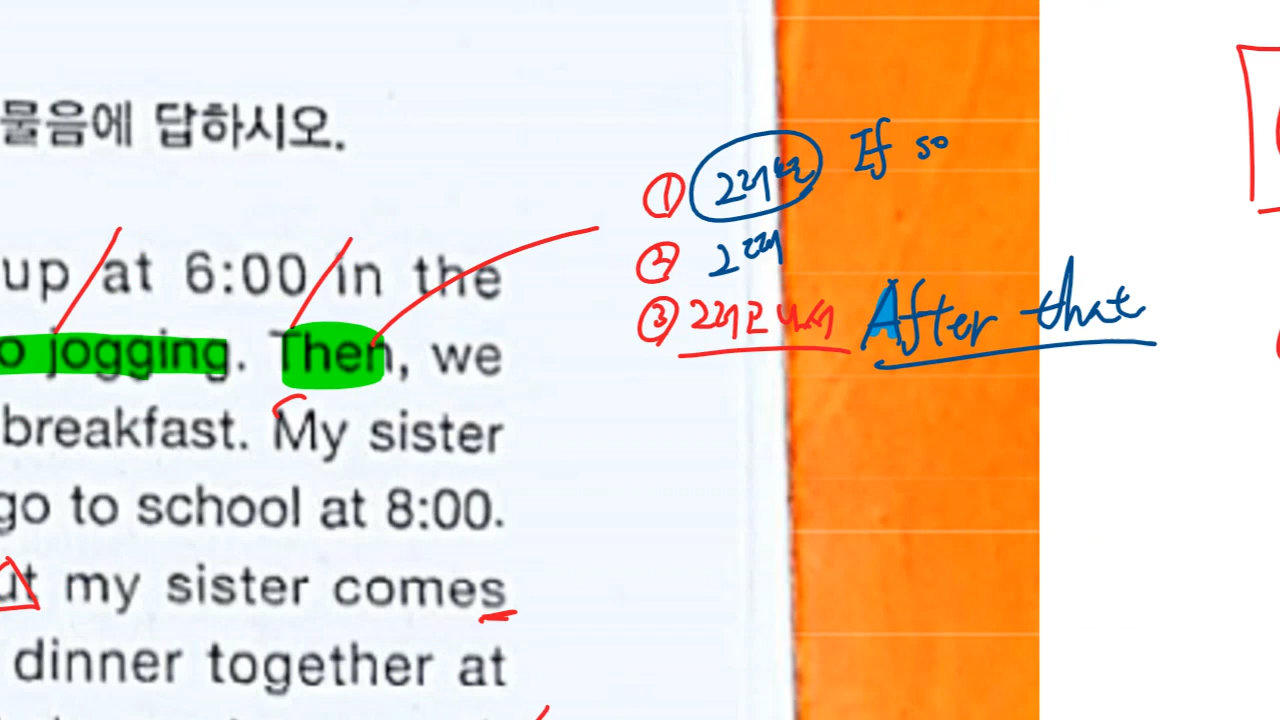 물음에 답하시오.
① 그러면 If so
② 그때
③ 그리고 나서 After that
up at 6:00 in the
o jogging. Then, we
breakfast. My sister
go to school at 8:00.
ut my sister comes
dinner together at